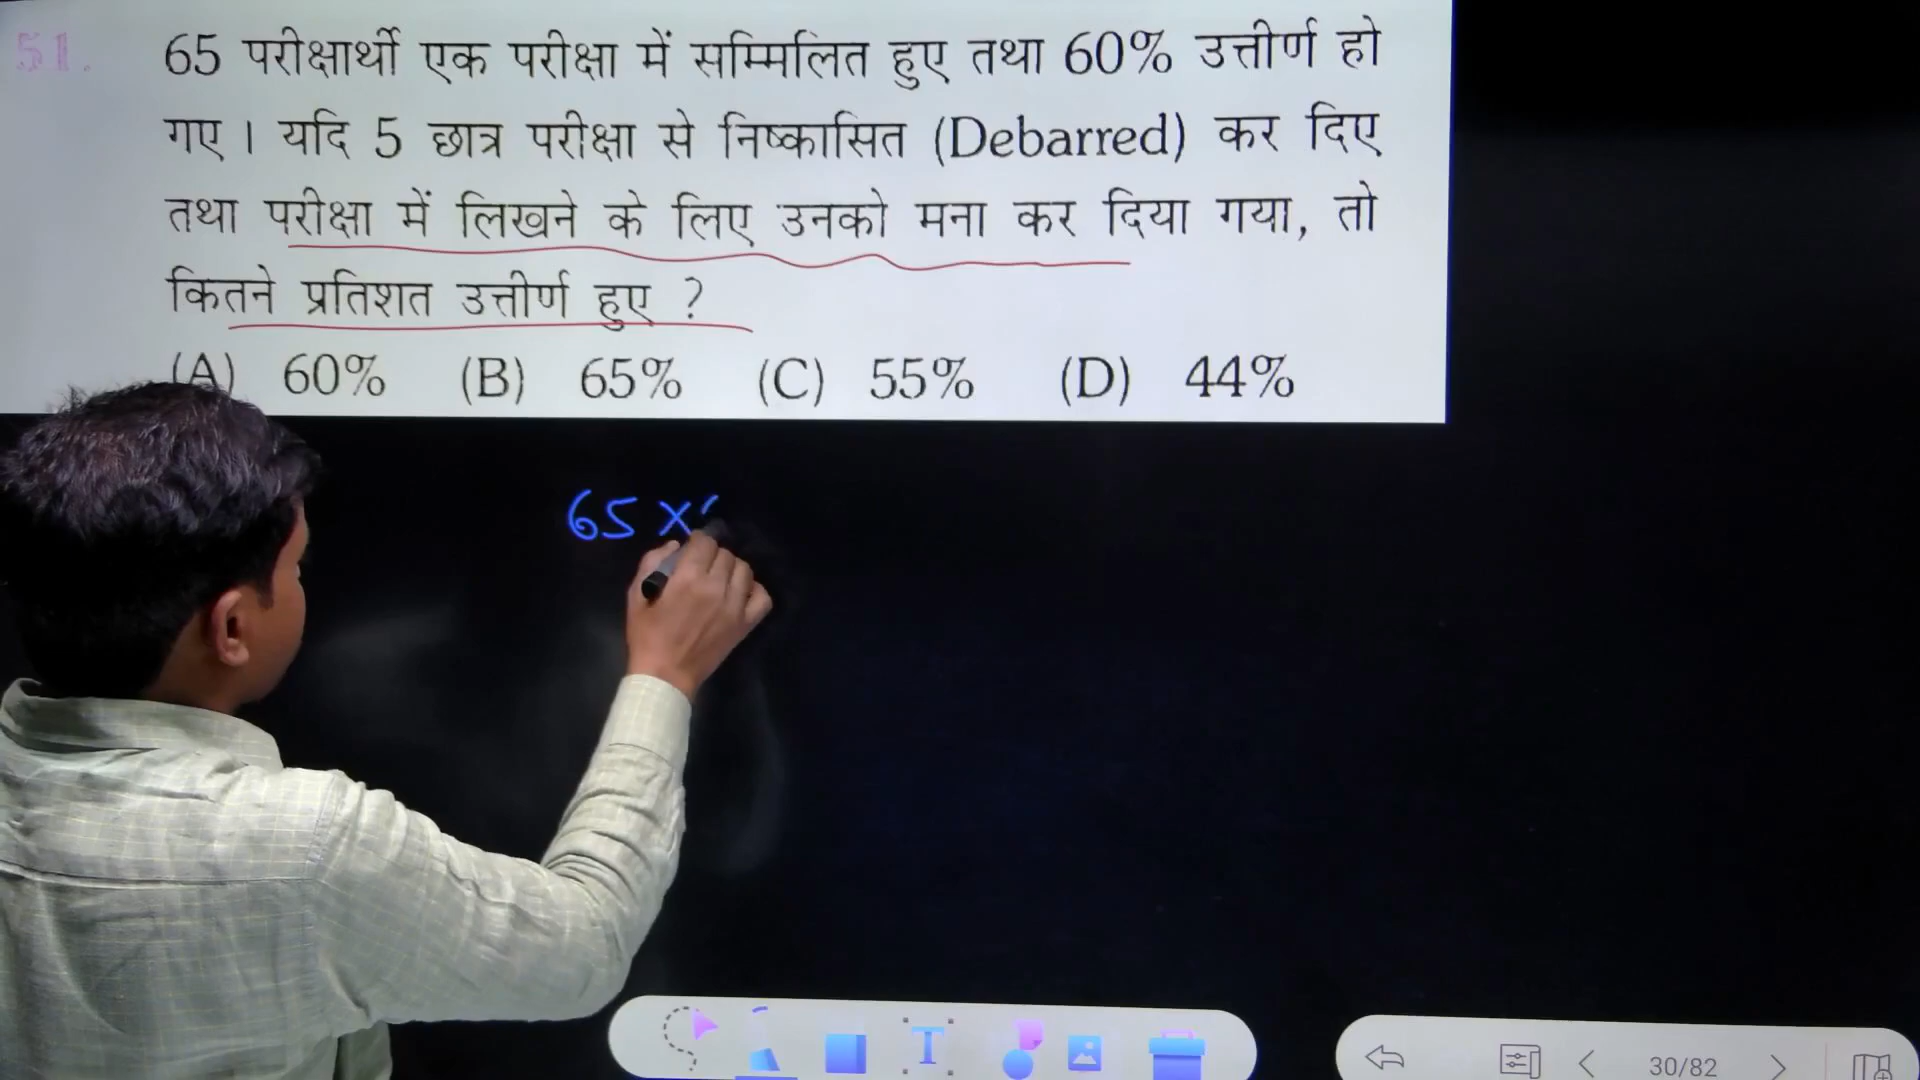 51. 65 परीक्षार्थी एक परीक्षा में सम्मिलित हुए तथा 60% उत्तीर्ण हो
गए । यदि 5 छात्र परीक्षा से निष्कासित (Debarred) कर दिए
तथा परीक्षा में लिखने के लिए उनको मना कर दिया गया, तो
कितने प्रतिशत उत्तीर्ण हुए ?
(A) 60% (B) 65% (C) 55% (D) 44%
65 ×
T
30/82